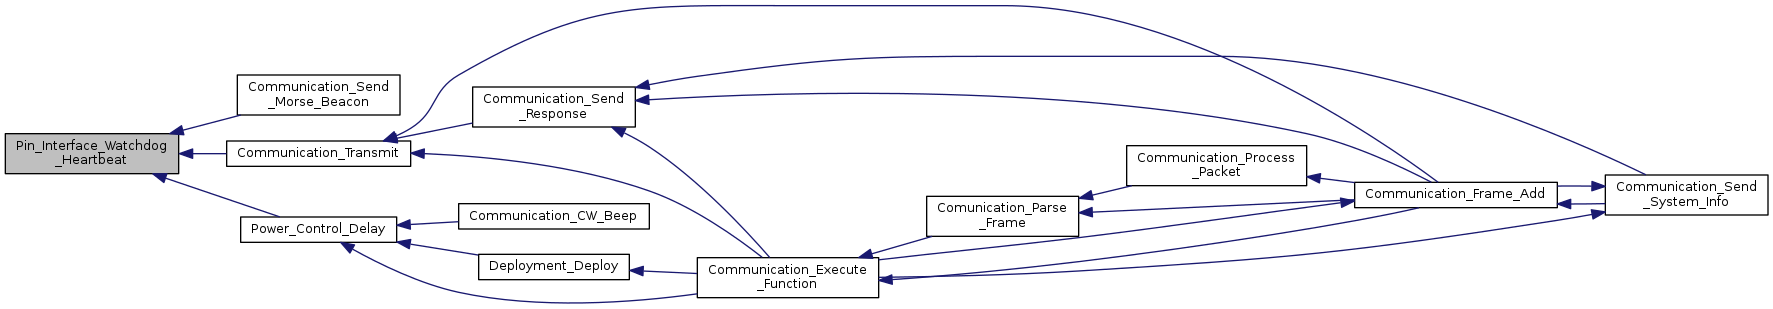 Pin_Interface_Watchdog
_Heartbeat
Communication_Send
_Morse_Beacon
Communication_Transmit
Power_Control_Delay
Communication_Send
_Response
Communication_CW_Beep
Deployment_Deploy
Communication_Execute
_Function
Comunication_Parse
_Frame
Communication_Process
_Packet
Communication_Frame_Add
Communication_Send
_System_Info